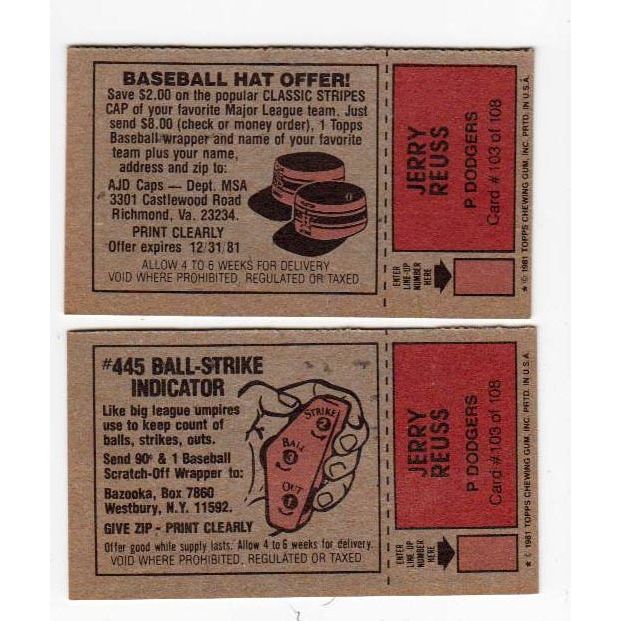 BASEBALL HAT OFFER!
Save $2.00 on the popular CLASSIC STRIPES
CAP of your favorite Major League team. Just
send $8.00 (check or money order), 1 Topps
Baseball wrapper and name of your favorite
team plus your name,
address and zip to:
AJD Caps — Dept. MSA
3301 Castlewood Road
Richmond, Va. 23234.
PRINT CLEARLY
Offer expires 12/31/81
ALLOW 4 TO 6 WEEKS FOR DELIVERY
VOID WHERE PROHIBITED, REGULATED OR TAXED
JERRY
REUSS
P DODGERS
Card #103 of 108
ENTER
LINE-UP
NUMBER
HERE
★ © 1981 TOPPS CHEWING GUM, INC. PRTD. IN U.S.A.
#445 BALL-STRIKE
INDICATOR
Like big league umpires
use to keep count of
balls, strikes, outs.
Send 90¢ & 1 Baseball
Scratch-Off Wrapper to:
Bazooka, Box 7860
Westbury, N.Y. 11592.
GIVE ZIP - PRINT CLEARLY
Offer good while supply lasts. Allow 4 to 6 weeks for delivery.
VOID WHERE PROHIBITED, REGULATED OR TAXED
STRIKE
2
BALL
3
OUT
1
JERRY
REUSS
P DODGERS
Card #103 of 108
ENTER
LINE-UP
NUMBER
HERE
★ © 1981 TOPPS CHEWING GUM, INC. PRTD. IN U.S.A.